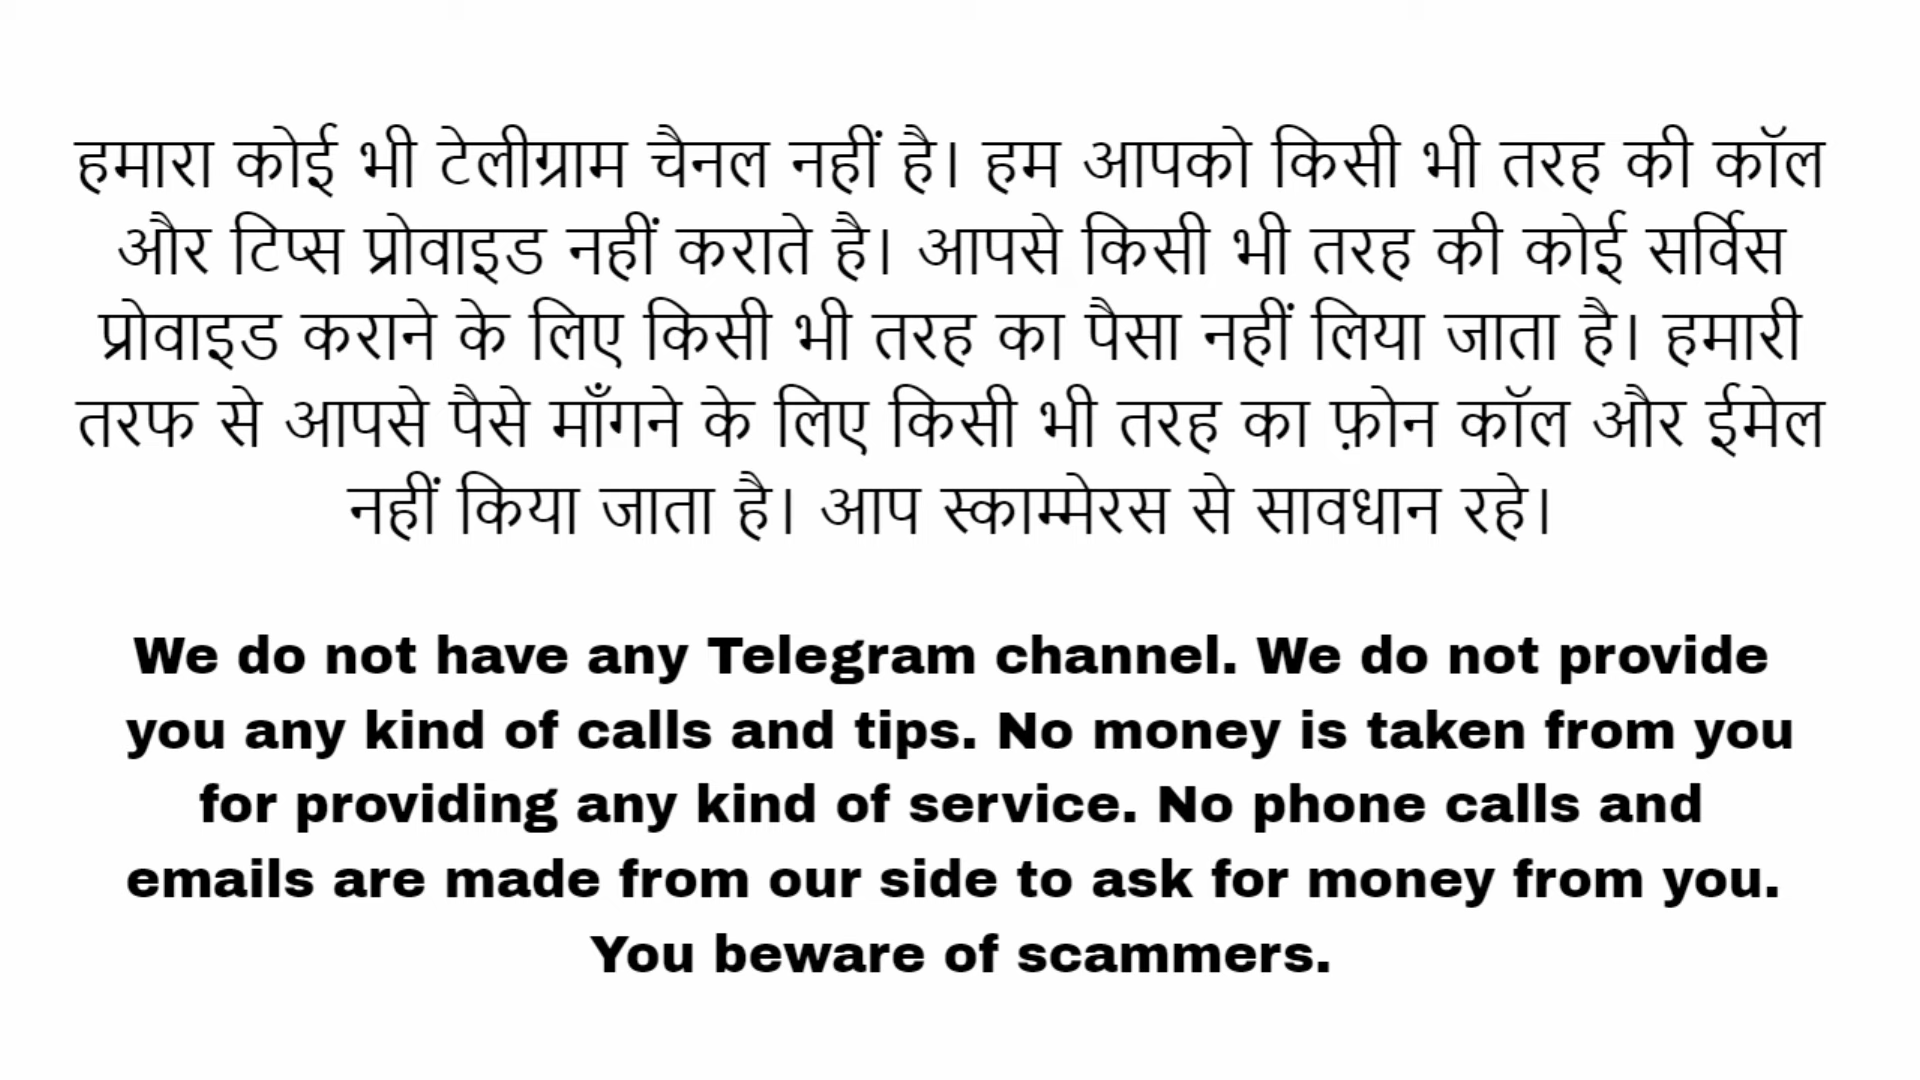 हमारा कोई भी टेलीग्राम चैनल नहीं है। हम आपको किसी भी तरह की कॉल
और टिप्स प्रोवाइड नहीं कराते है। आपसे किसी भी तरह की कोई सर्विस
प्रोवाइड कराने के लिए किसी भी तरह का पैसा नहीं लिया जाता है। हमारी
तरफ से आपसे पैसे माँगने के लिए किसी भी तरह का फ़ोन कॉल और ईमेल
नहीं किया जाता है। आप स्काम्मेरस से सावधान रहे।
We do not have any Telegram channel. We do not provide
you any kind of calls and tips. No money is taken from you
for providing any kind of service. No phone calls and
emails are made from our side to ask for money from you.
You beware of scammers.